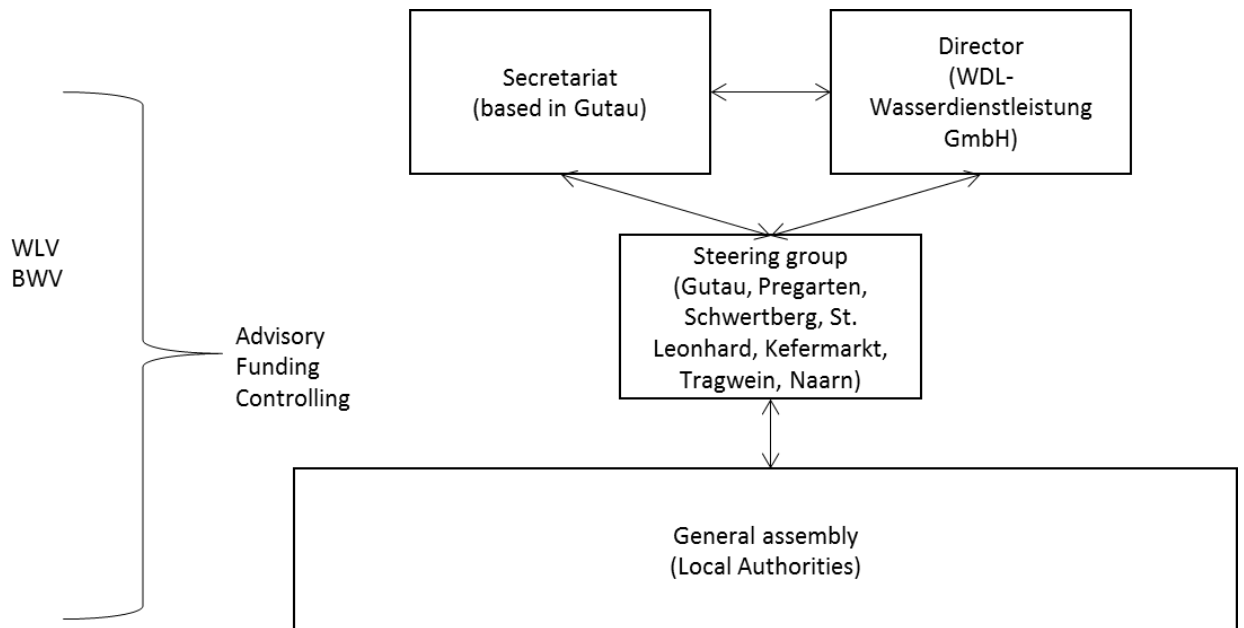 Secretariat
(based in Gutau)
Director
(WDL-
Wasserdienstleistung
GmbH)
WLV
BWV
Advisory
Funding
Controlling
Steering group
(Gutau, Pregarten,
Schwertberg, St.
Leonhard, Kefermarkt,
Tragwein, Naarn)
General assembly
(Local Authorities)